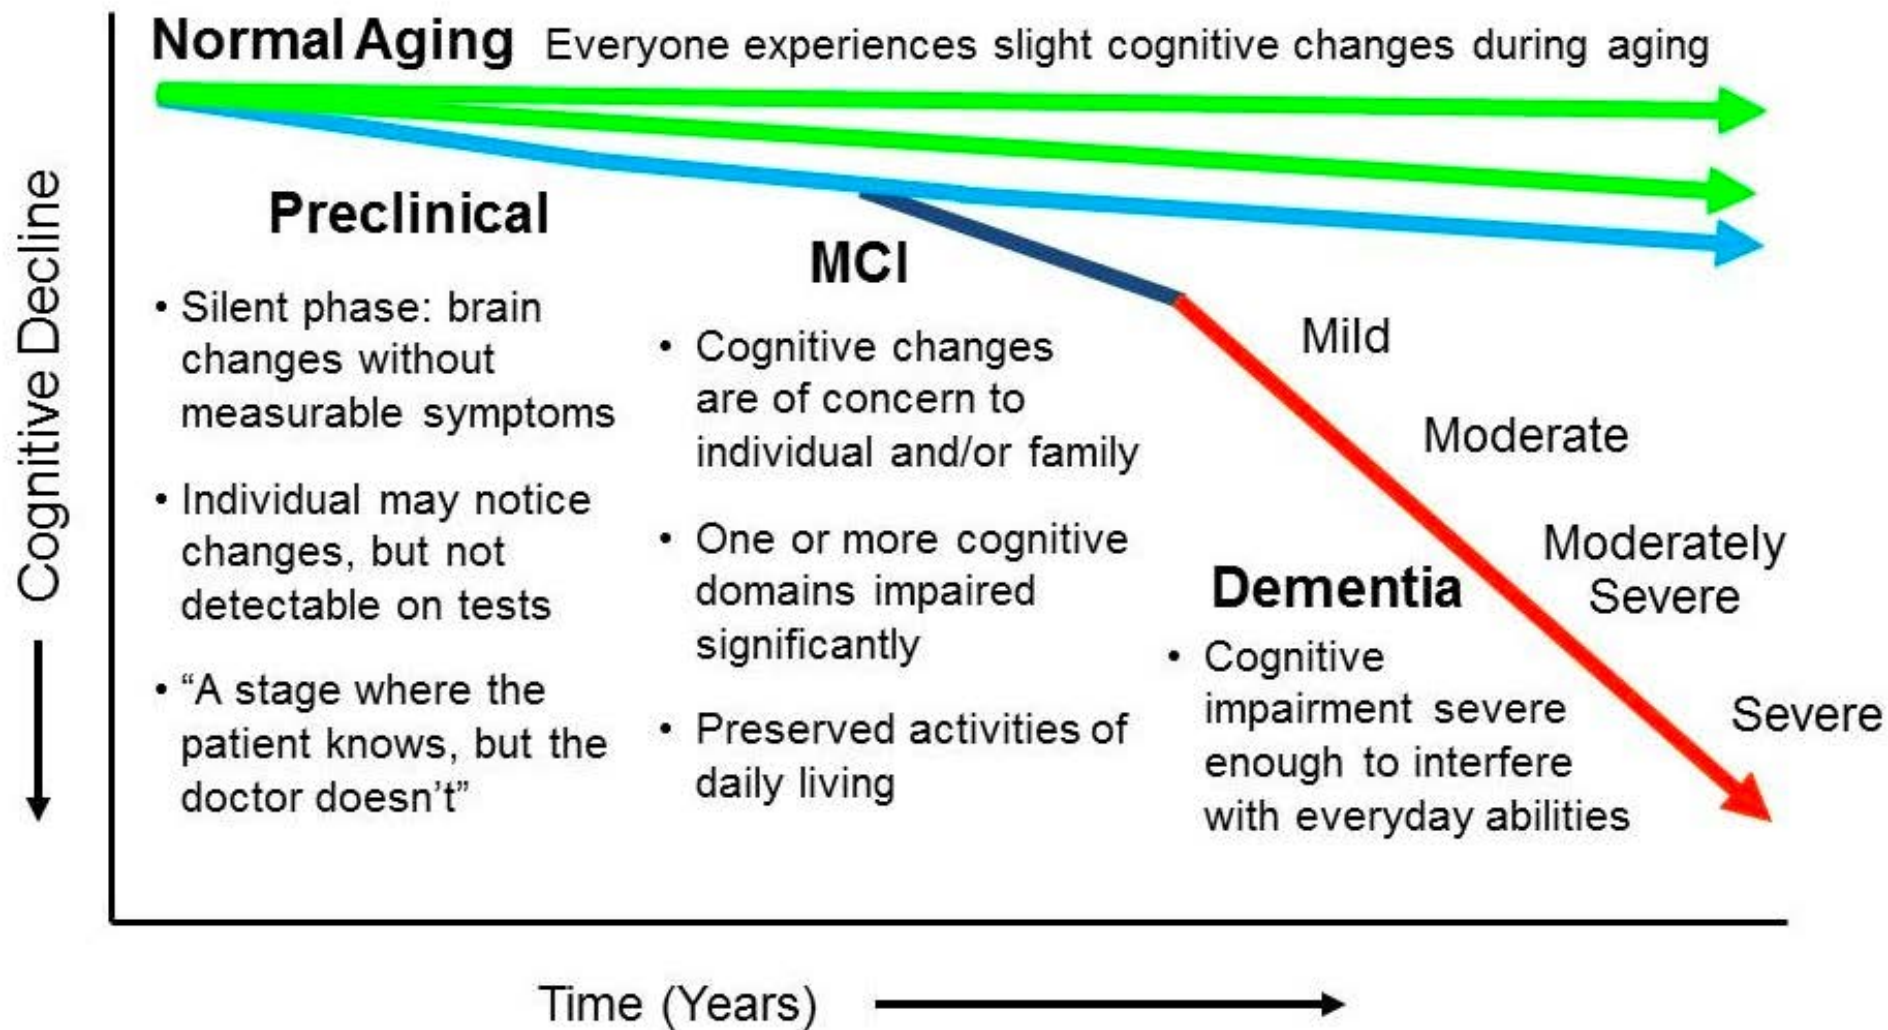 Normal Aging Everyone experiences slight cognitive changes during aging
Cognitive Decline
Preclinical
• Silent phase: brain
changes without
measurable symptoms
• Individual may notice
changes, but not
detectable on tests
• “A stage where the
patient knows, but the
doctor doesn’t”
MCI
• Cognitive changes
are of concern to
individual and/or family
• One or more cognitive
domains impaired
significantly
• Preserved activities of
daily living
Mild
Moderate
Moderately
Severe
Severe
Dementia
• Cognitive
impairment severe
enough to interfere
with everyday abilities
Time (Years)